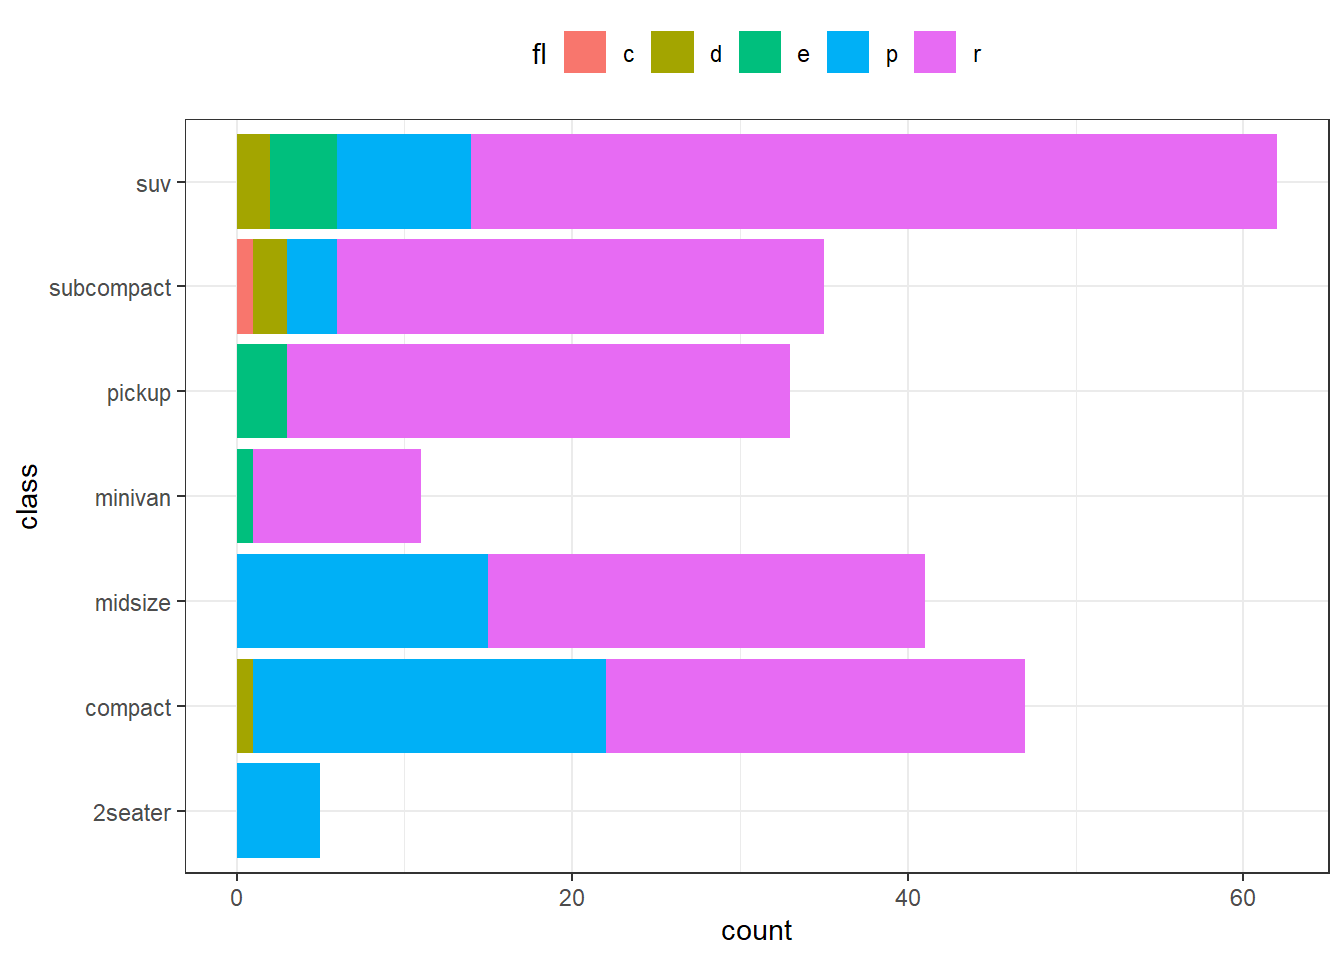 fl c d e p r
suv
subcompact
pickup
minivan
midsize
compact
2seater
class
0 20 40 60
count